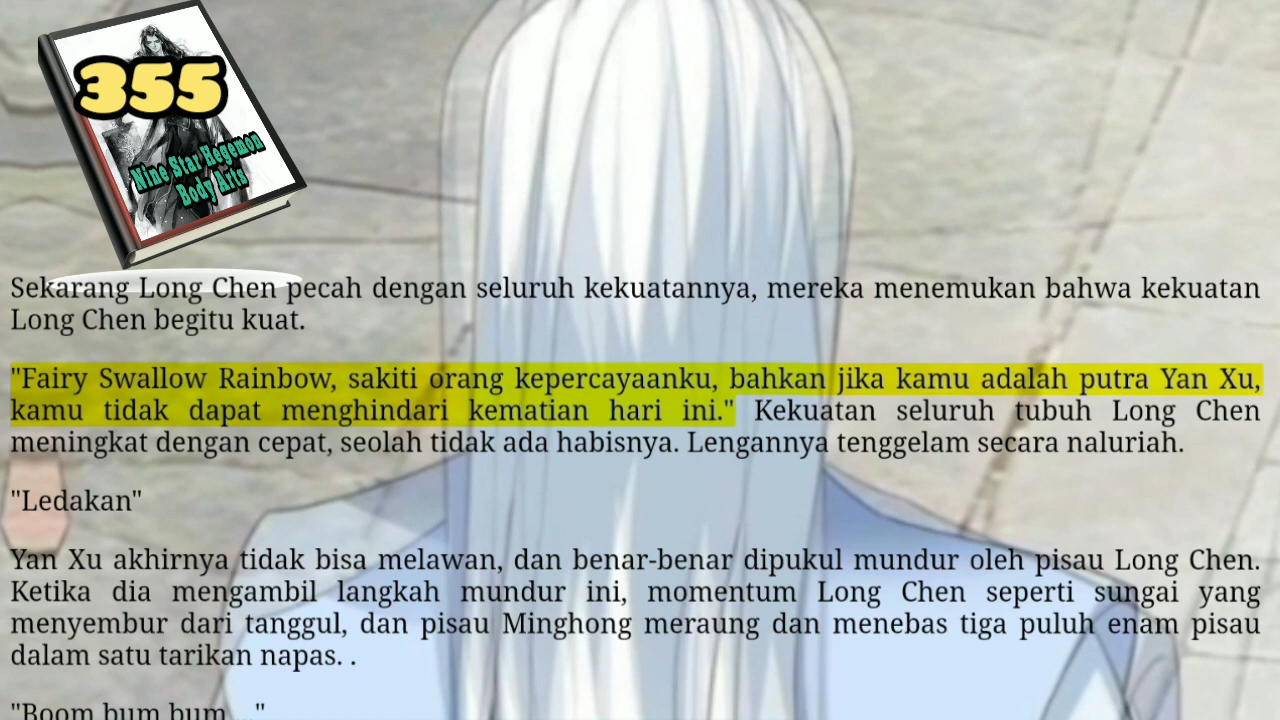 355
Nine Star Hegemon
Body Arts
Sekarang Long Chen pecah dengan seluruh kekuatannya, mereka menemukan bahwa kekuatan
Long Chen begitu kuat.
"Fairy Swallow Rainbow, sakiti orang kepercayaanku, bahkan jika kamu adalah putra Yan Xu,
kamu tidak dapat menghindari kematian hari ini." Kekuatan seluruh tubuh Long Chen
meningkat dengan cepat, seolah tidak ada habisnya. Lengannya tenggelam secara naluriah.
"Ledakan"
Yan Xu akhirnya tidak bisa melawan, dan benar-benar dipukul mundur oleh pisau Long Chen.
Ketika dia mengambil langkah mundur ini, momentum Long Chen seperti sungai yang
menyembur dari tanggul, dan pisau Minghong meraung dan menebas tiga puluh enam pisau
dalam satu tarikan napas. .
"Boom bum bum ..."